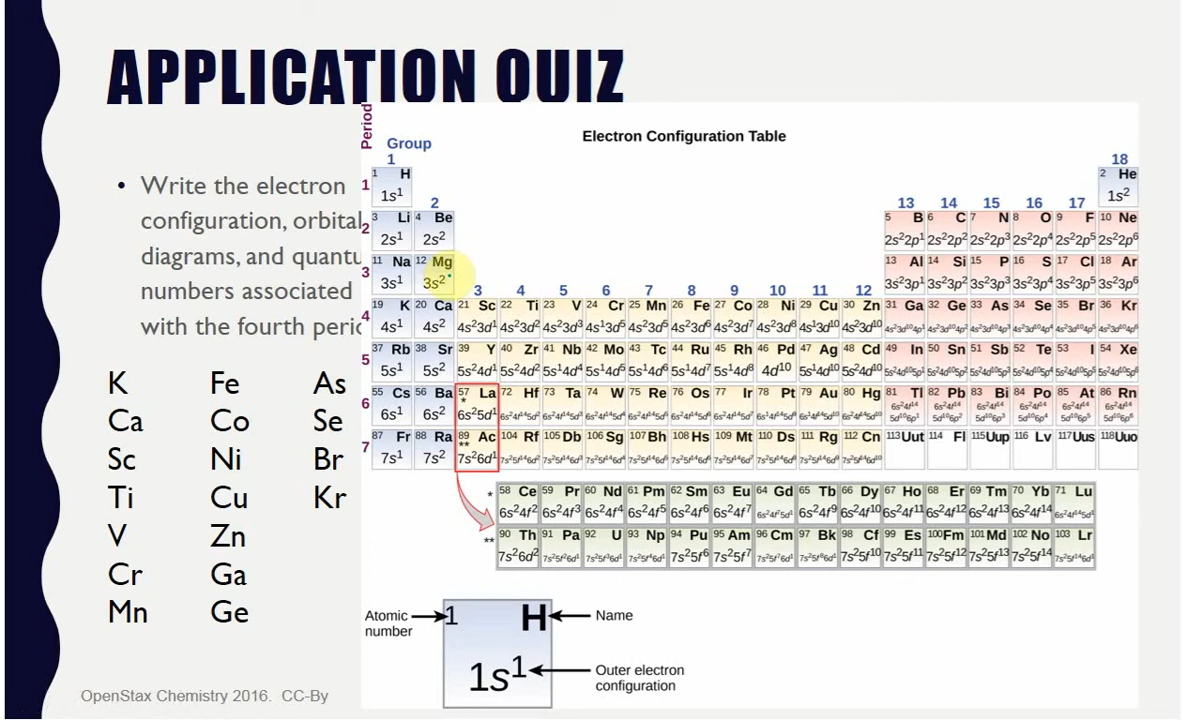 APPLICATION QUIZ
• Write the electron
configuration, orbital
diagrams, and quantu
numbers associated
with the fourth peri
K Fe As
Ca Co Se
Sc Ni Br
Ti Cu Kr
V Zn
Cr Ga
Mn Ge
OpenStax Chemistry 2016. CC-By
Electron Configuration Table
Period
Group
1 18
1 1 H 1s¹ 2 He 1s²
2 13 14 15 16 17
2 3 Li 2s¹ 4 Be 2s² 5 B 2s²2p¹ 6 C 2s²2p² 7 N 2s²2p³ 8 O 2s²2p⁴ 9 F 2s²2p⁵ 10 Ne 2s²2p⁶
3 11 Na 3s¹ 12 Mg 3s² 13 Al 3s²3p¹ 14 Si 3s²3p² 15 P 3s²3p³ 16 S 3s²3p⁴ 17 Cl 3s²3p⁵ 18 Ar 3s²3p⁶
3 4 5 6 7 8 9 10 11 12
4 19 K 20 Ca 21 Sc 22 Ti 23 V 24 Cr 25 Mn 26 Fe 27 Co 28 Ni 29 Cu 30 Zn 31 Ga 32 Ge 33 As 34 Se 35 Br 36 Kr
4s¹ 4s² 4s²3d¹ 4s²3d² 4s²3d³ 4s¹3d⁵ 4s²3d⁵ 4s²3d⁶ 4s²3d⁷ 4s²3d⁸ 4s¹3d¹⁰ 4s²3d¹⁰ 4s²3d¹⁰4p¹ 4s²3d¹⁰4p² 4s²3d¹⁰4p³ 4s²3d¹⁰4p⁴ 4s²3d¹⁰4p⁵ 4s²3d¹⁰4p⁶
5 37 Rb 38 Sr 39 Y 40 Zr 41 Nb 42 Mo 43 Tc 44 Ru 45 Rh 46 Pd 47 Ag 48 Cd 49 In 50 Sn 51 Sb 52 Te 53 I 54 Xe
5s¹ 5s² 5s²4d¹ 5s²4d² 4d¹⁰
6 55 Cs 56 Ba 57 La 72 Hf 73 Ta 74 W 75 Re 76 Os 77 Ir 78 Pt 79 Au 80 Hg 81 Tl 82 Pb 83 Bi 84 Po 85 At 86 Rn
6s¹ 6s² * 6s²5d¹
7 87 Fr 88 Ra 89 Ac 104 Rf 105 Db 106 Sg 107 Bh 108 Hs 109 Mt 110 Ds 111 Rg 112 Cn 113 Uut 114 Fl 115 Uup 116 Lv 117 Uus 118 Uuo
7s¹ 7s² ** 7s²6d¹
* 58 Ce 59 Pr 60 Nd 61 Pm 62 Sm 63 Eu 64 Gd 65 Tb 66 Dy 67 Ho 68 Er 69 Tm 70 Yb 71 Lu
6s²4f² 6s²4f³ 6s²4f⁴ 6s²4f⁵ 6s²4f⁶ 6s²4f⁷ 6s²4f⁷5d¹ 6s²4f⁹ 6s²4f¹⁰ 6s²4f¹¹ 6s²4f¹² 6s²4f¹³ 6s²4f¹⁴ 6s²4f¹⁴5d¹
** 90 Th 91 Pa 92 U 93 Np 94 Pu 95 Am 96 Cm 97 Bk 98 Cf 99 Es 100 Fm 101 Md 102 No 103 Lr
7s²6d² 7s²5f⁶ 7s²5f⁷ 7s²5f¹⁰ 7s²5f¹¹ 7s²5f¹² 7s²5f¹³ 7s²5f¹⁴
Atomic number
1 H
Name
1s¹
Outer electron
configuration